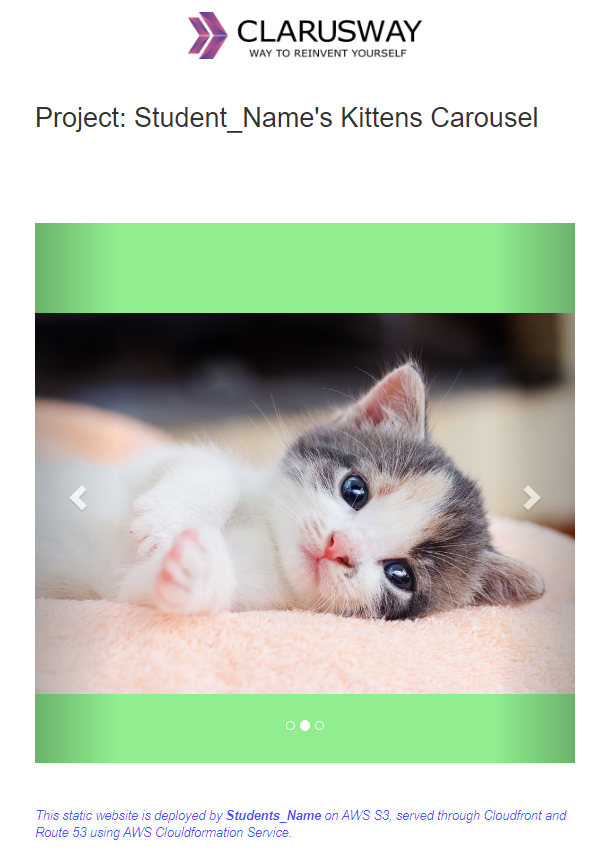 CLARUSWAY
WAY TO REINVENT YOURSELF
Project: Student_Name's Kittens Carousel
This static website is deployed by Students_Name on AWS S3, served through Cloudfront and
Route 53 using AWS Clouldformation Service.